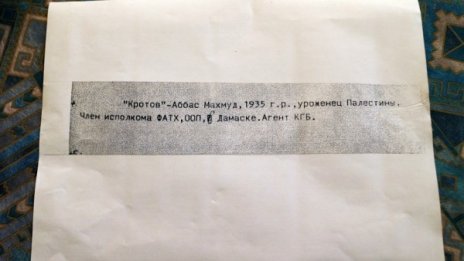 "Кротов"-Аббас Махмуд,1935 г.р.,уроженец Палестины.
Член исполкома ФАТХ,ООП,в Дамаске.Агент КГБ.